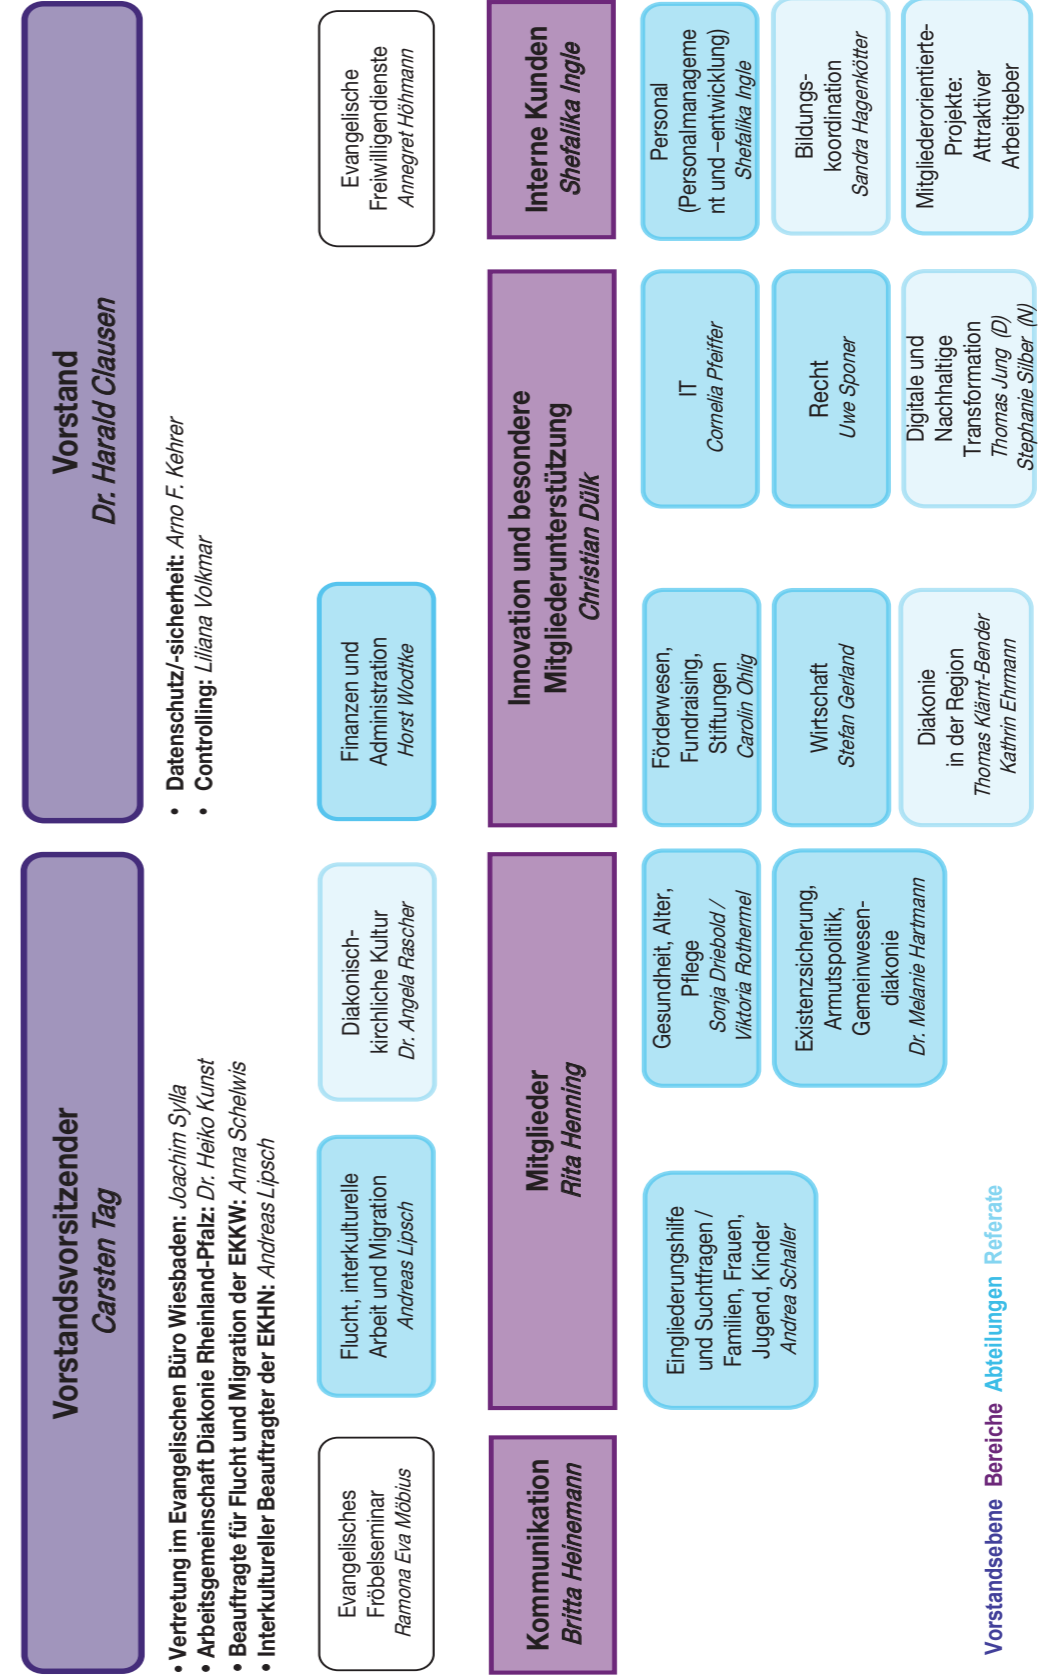 Vorstandsvorsitzender
Carsten Tag
• Vertretung im Evangelischen Büro Wiesbaden: Joachim Sylla
• Arbeitsgemeinschaft Diakonie Rheinland-Pfalz: Dr. Heiko Kunst
• Beauftragte für Flucht und Migration der EKKW: Anna Schelwis
• Interkultureller Beauftragter der EKHN: Andreas Lipsch
Vorstand
Dr. Harald Clausen
• Datenschutz/-sicherheit: Arno F. Kehrer
• Controlling: Liliana Volkmar
Evangelisches
Fröbelseminar
Ramona Eva Möbius
Flucht, interkulturelle
Arbeit und Migration
Andreas Lipsch
Diakonisch-
kirchliche Kultur
Dr. Angela Rascher
Finanzen und
Administration
Horst Wodtke
Evangelische
Freiwilligendienste
Annegret Höhmann
Kommunikation
Britta Heinemann
Mitglieder
Rita Henning
Innovation und besondere
Mitgliederunterstützung
Christian Dülk
Interne Kunden
Shefalika Ingle
Eingliederungshilfe
und Suchtfragen /
Familien, Frauen,
Jugend, Kinder
Andrea Schaller
Gesundheit, Alter,
Pflege
Sonja Driebold /
Viktoria Rothermel
Existenzsicherung,
Armutspolitik,
Gemeinwesen-
diakonie
Dr. Melanie Hartmann
Förderwesen,
Fundraising,
Stiftungen
Carolin Ohlig
Wirtschaft
Stefan Gerland
Diakonie
in der Region
Thomas Klämt-Bender
Kathrin Ehrmann
IT
Cornelia Pfeiffer
Recht
Uwe Sponer
Digitale und
Nachhaltige
Transformation
Thomas Jung (D)
Stephanie Silber (N)
Personal
(Personalmanageme
nt und –entwicklung)
Shefalika Ingle
Bildungs-
koordination
Sandra Hagenkötter
Mitgliederorientierte-
Projekte:
Attraktiver
Arbeitgeber
Vorstandsebene Bereiche Abteilungen Referate